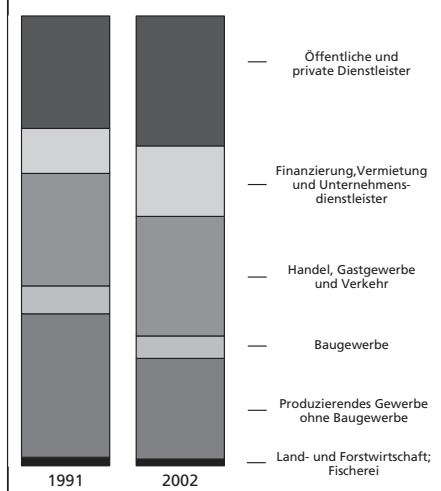 Öffentliche und
private Dienstleister
Finanzierung,Vermietung
und Unternehmens-
dienstleister
Handel, Gastgewerbe
und Verkehr
Baugewerbe
Produzierendes Gewerbe
ohne Baugewerbe
Land- und Forstwirtschaft;
Fischerei
1991
2002